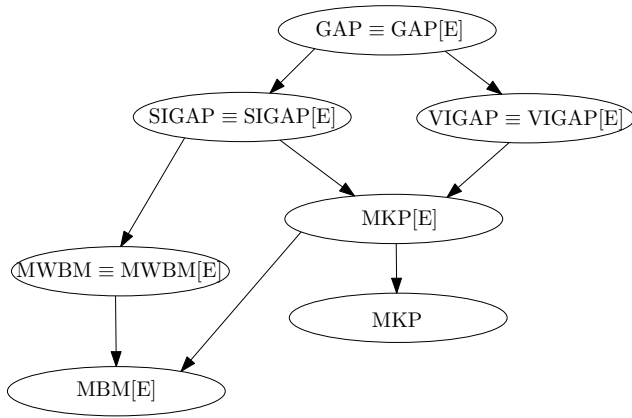 GAP ≡ GAP[E]
SIGAP ≡ SIGAP[E]
VIGAP ≡ VIGAP[E]
MKP[E]
MWBM ≡ MWBM[E]
MKP
MBM[E]